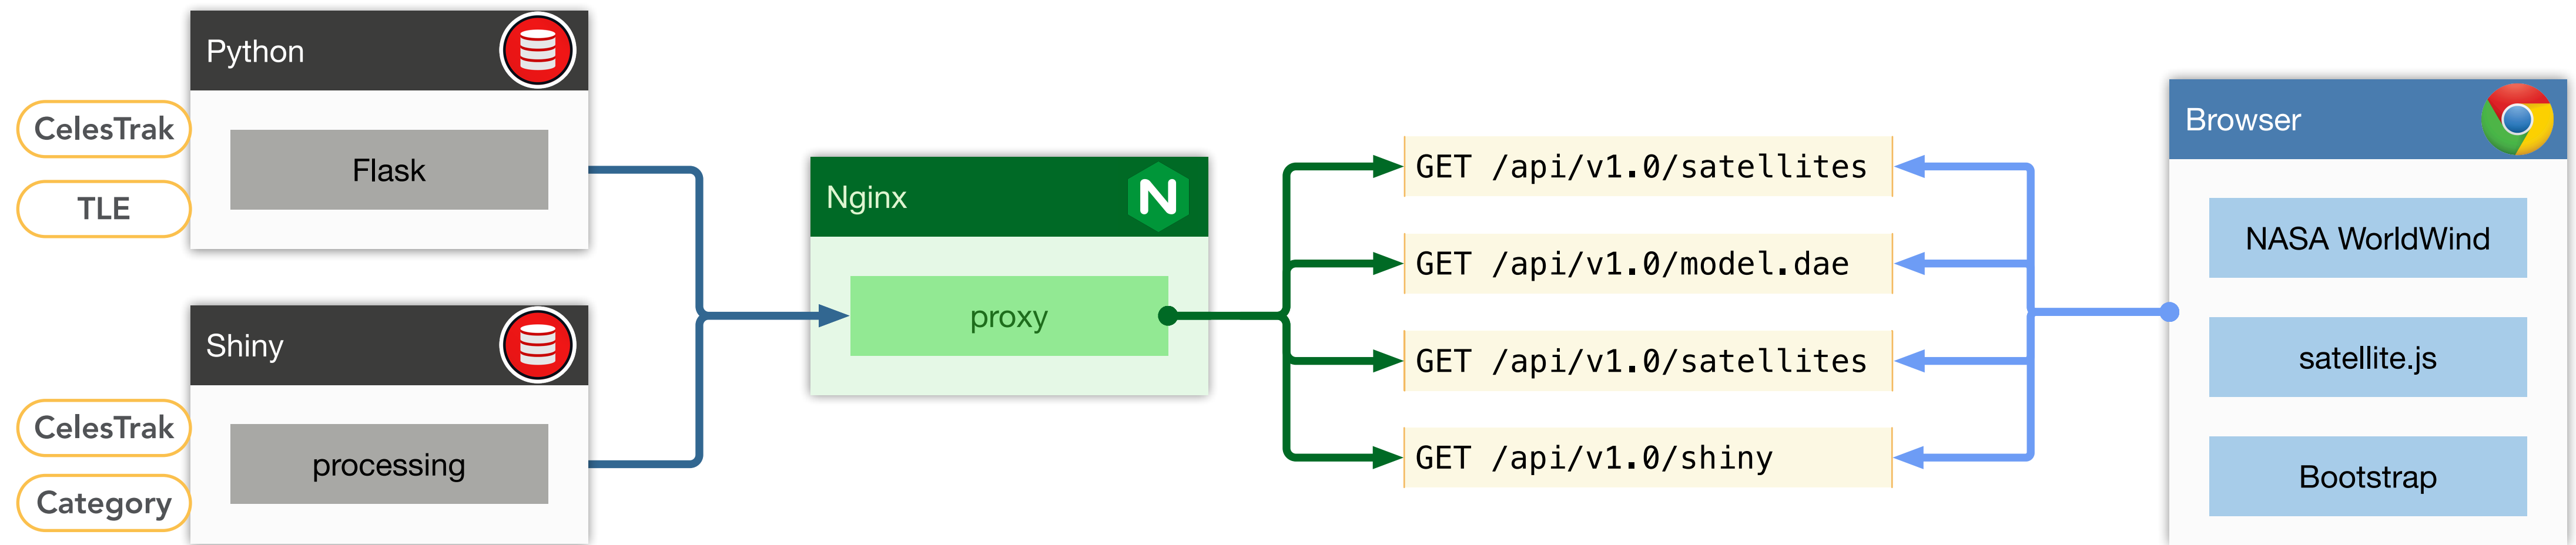 Python
CelesTrak
TLE
Flask
Shiny
CelesTrak
Category
processing
Nginx
N
proxy
GET /api/v1.0/satellites
GET /api/v1.0/model.dae
GET /api/v1.0/satellites
GET /api/v1.0/shiny
Browser
NASA WorldWind
satellite.js
Bootstrap